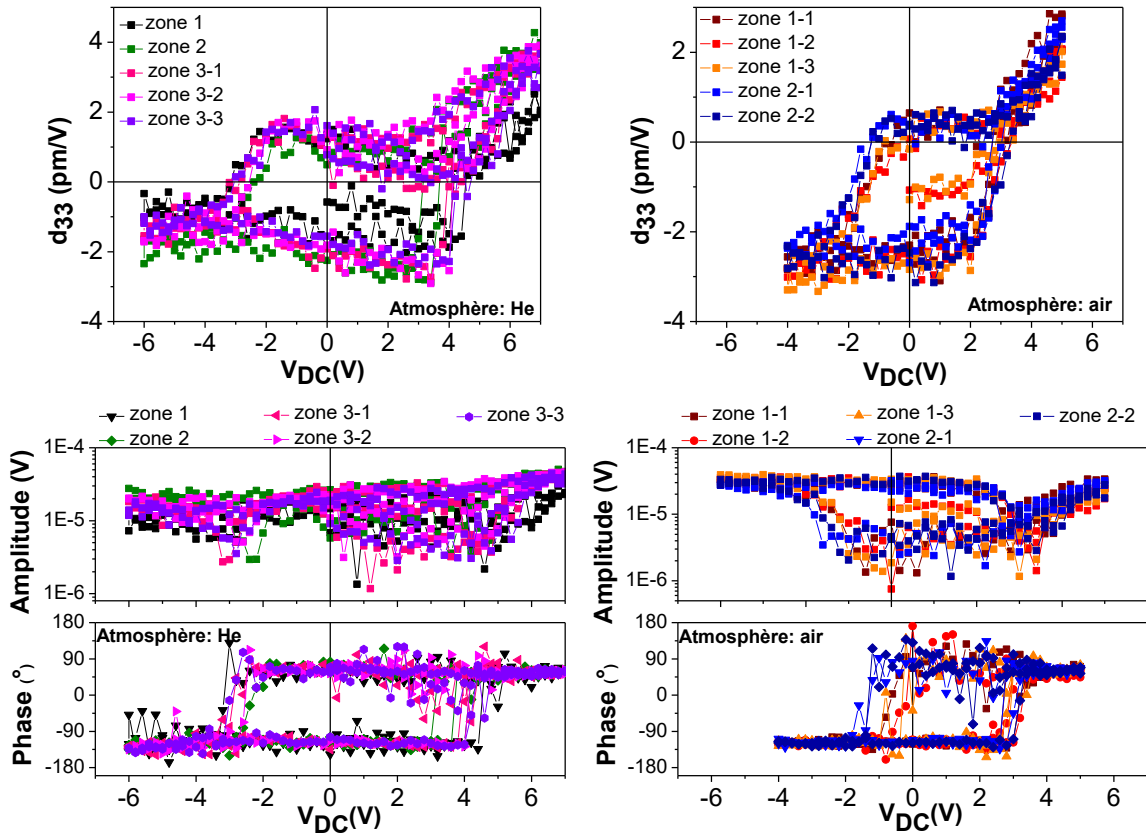 zone 1
zone 2
zone 3-1
zone 3-2
zone 3-3
4
2
0
-2
-4
d33 (pm/V)
Atmosphère: He
-6 -4 -2 0 2 4 6
VDC(V)
zone 1-1
zone 1-2
zone 1-3
zone 2-1
zone 2-2
2
0
-2
-4
d33 (pm/V)
Atmosphère: air
-6 -4 -2 0 2 4 6
VDC(V)
zone 1 zone 3-1 zone 3-3
zone 2 zone 3-2
1E-4
1E-5
1E-6
Amplitude (V)
Atmosphère: He
180
90
0
-90
-180
Phase (°)
-6 -4 -2 0 2 4 6
VDC(V)
zone 1-1 zone 1-3 zone 2-2
zone 1-2 zone 2-1
1E-4
1E-5
1E-6
Amplitude (V)
Atmosphère: air
180
90
0
-90
-180
Phase (°)
-6 -4 -2 0 2 4 6
VDC(V)